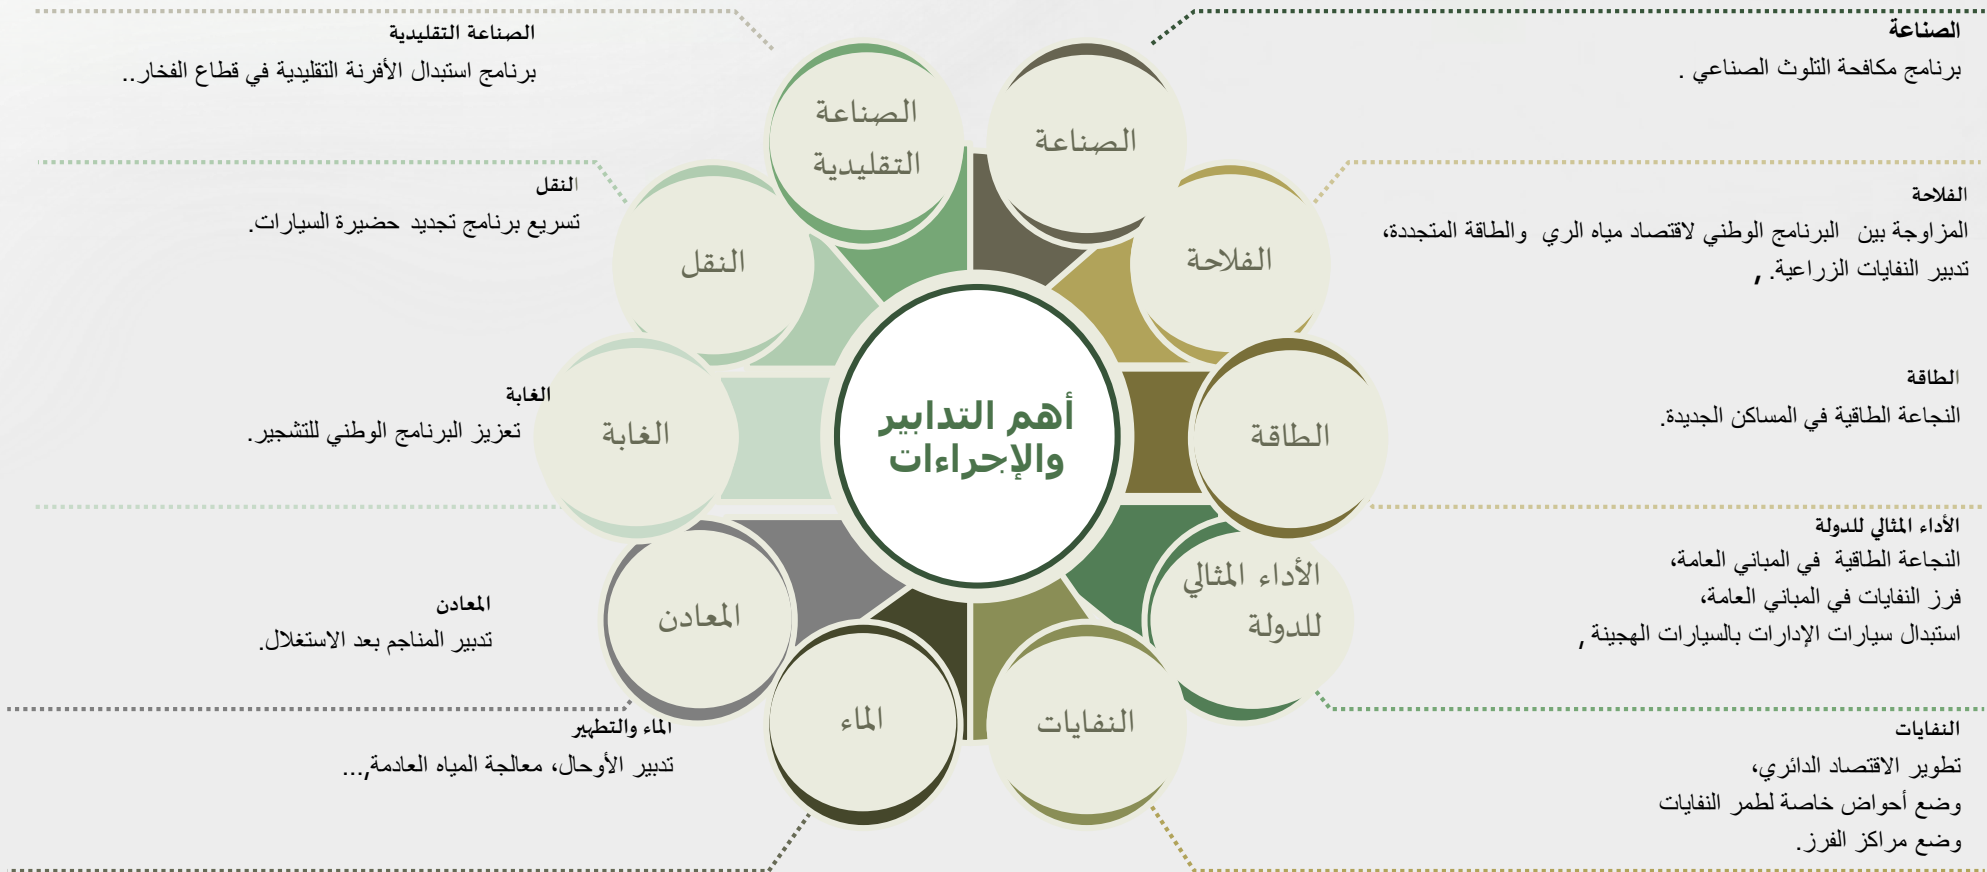 الصناعة
برنامج مكافحة التلوث الصناعي .
الفلاحة
المزاوجة بين البرنامج الوطني لاقتصاد مياه الري والطاقة المتجددة،
تدبير النفايات الزراعية. ,
الطاقة
النجاعة الطاقية في المساكن الجديدة.
الأداء المثالي للدولة
النجاعة الطاقية في المباني العامة،
فرز النفايات في المباني العامة،
استبدال سيارات الإدارات بالسيارات الهجينة ,
النفايات
تطوير الاقتصاد الدائري،
وضع أحواض خاصة لطمر النفايات
وضع مراكز الفرز.
الصناعة
الفلاحة
الطاقة
الأداء المثالي
للدولة
النفايات
الماء
المعادن
الغابة
النقل
الصناعة
التقليدية
أهم التدابير
والإجراءات
الصناعة التقليدية
برنامج استبدال الأفرنة التقليدية في قطاع الفخار..
النقل
تسريع برنامج تجديد حضيرة السيارات.
الغابة
تعزيز البرنامج الوطني للتشجير.
المعادن
تدبير المناجم بعد الاستغلال.
الماء والتطهير
تدبير الأوحال، معالجة المياه العادمة,...